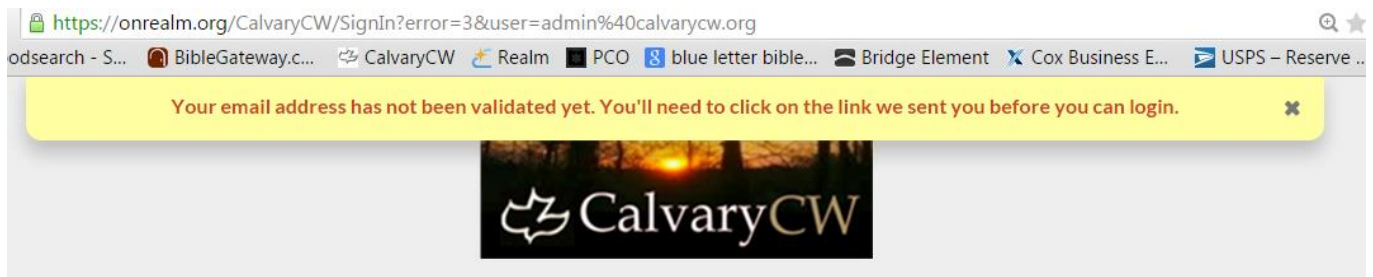 https://onrealm.org/CalvaryCW/SignIn?error=3&user=admin%40calvarycw.org
odsearch - S... BibleGateway.c... CalvaryCW Realm PCO 8 blue letter bible... Bridge Element Cox Business E... USPS – Reserve ..
Your email address has not been validated yet. You'll need to click on the link we sent you before you can login.
CalvaryCW